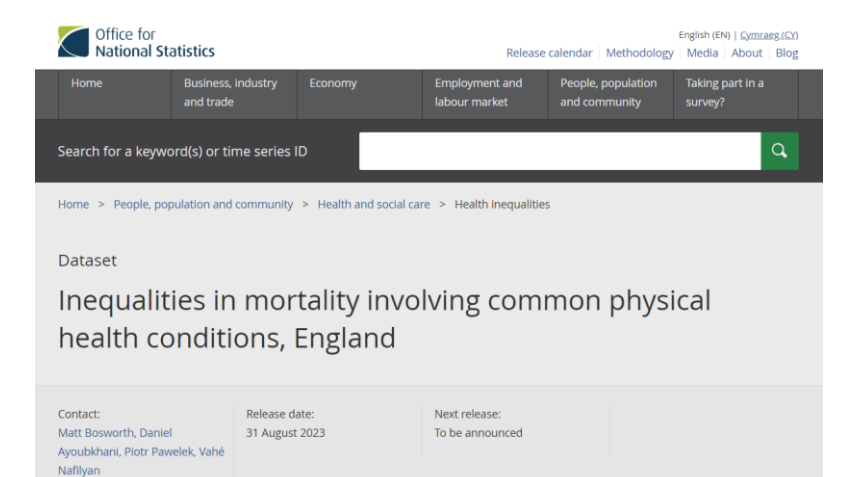 Office for
National Statistics
English (EN) | Cymraeg (CY)
Release calendar Methodology Media About Blog
Home
Business, industry
and trade
Economy
Employment and
labour market
People, population
and community
Taking part in a
survey?
Search for a keyword(s) or time series ID
Home > People, population and community > Health and social care > Health inequalities
Dataset
Inequalities in mortality involving common physical
health conditions, England
Contact:
Matt Bosworth, Daniel
Ayoubkhani, Piotr Pawelek, Vahé
Nafilyan
Release date:
31 August 2023
Next release:
To be announced